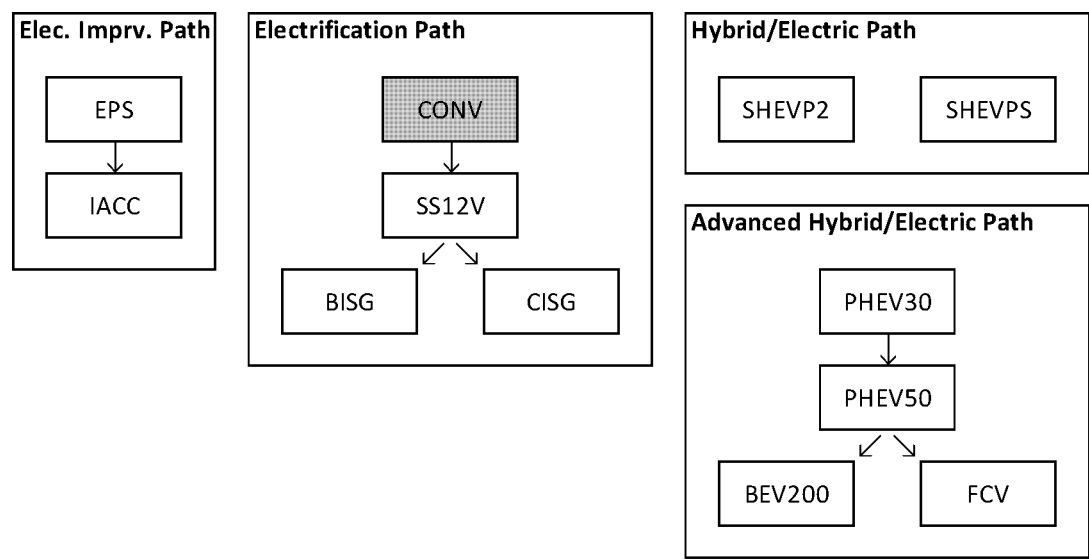 Elec. Imprv. Path
EPS
IACC
Electrification Path
CONV
SS12V
BISG
CISG
Hybrid/Electric Path
SHEVP2
SHEVPS
Advanced Hybrid/Electric Path
PHEV30
PHEV50
BEV200
FCV